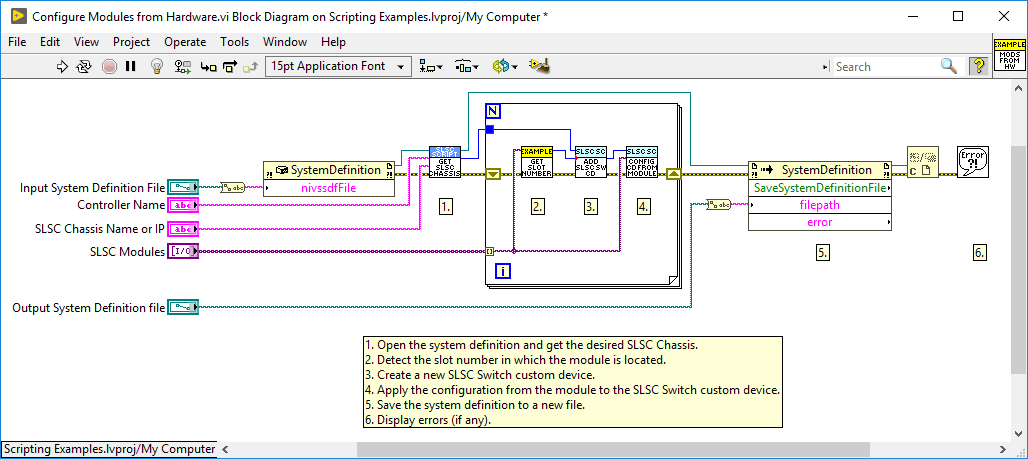 Configure Modules from Hardware.vi Block Diagram on Scripting Examples.lvproj/My Computer *
File Edit View Project Operate Tools Window Help
15pt Application Font
Search
?
EXAMPLE
MODS
FROM
HW
N
SLSC SC
SCRIPT
GET
SLSC
CHASSIS
EXAMPLE
GET
SLOT
NUMBER
SLSC SC
ADD
SLSC SW
CD
SLSC SC
CONFIG
CD FROM
MODULE
SystemDefinition
?!
nivssdfFile
SystemDefinition
?!
SaveSystemDefinitionFile
filepath
error
Error
?!
Input System Definition File
abc
Controller Name
abc
SLSC Chassis Name or IP
abc
SLSC Modules
I/O
i
Output System Definition file
abc
1.
2.
3.
4.
5.
6.
1. Open the system definition and get the desired SLSC Chassis.
2. Detect the slot number in which the module is located.
3. Create a new SLSC Switch custom device.
4. Apply the configuration from the module to the SLSC Switch custom device.
5. Save the system definition to a new file.
6. Display errors (if any).
Scripting Examples.lvproj/My Computer